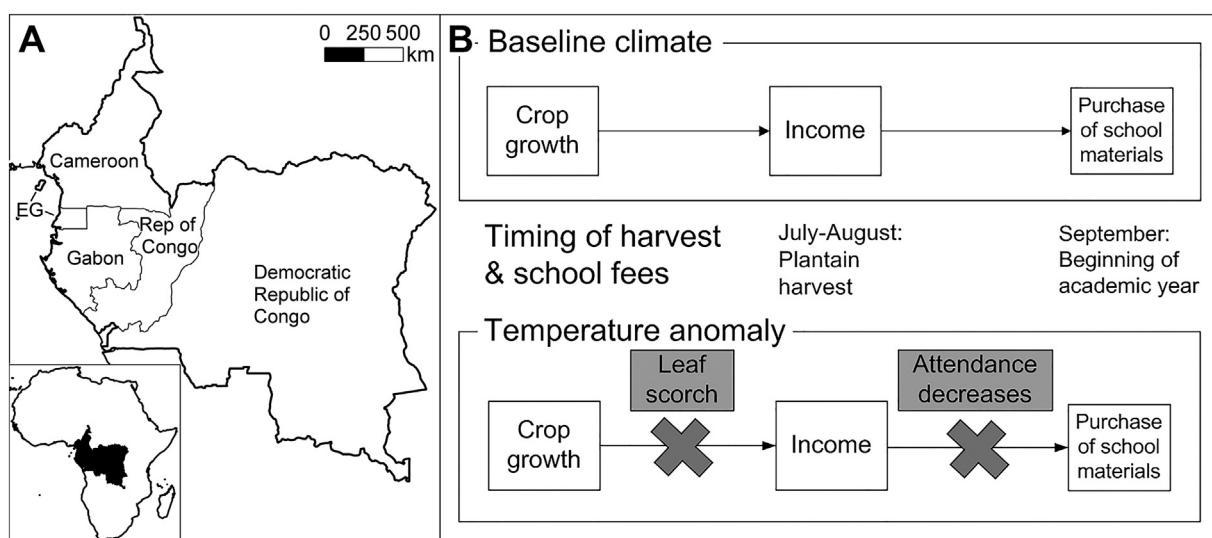 A
0 250 500
km
Cameroon
EG
Rep of
Congo
Gabon
Democratic
Republic of
Congo
B
Baseline climate
Crop
growth
Income
Purchase
of school
materials
Timing of harvest
& school fees
July-August:
Plantain
harvest
September:
Beginning of
academic year
Temperature anomaly
Leaf
scorch
Attendance
decreases
Crop
growth
Income
Purchase
of school
materials